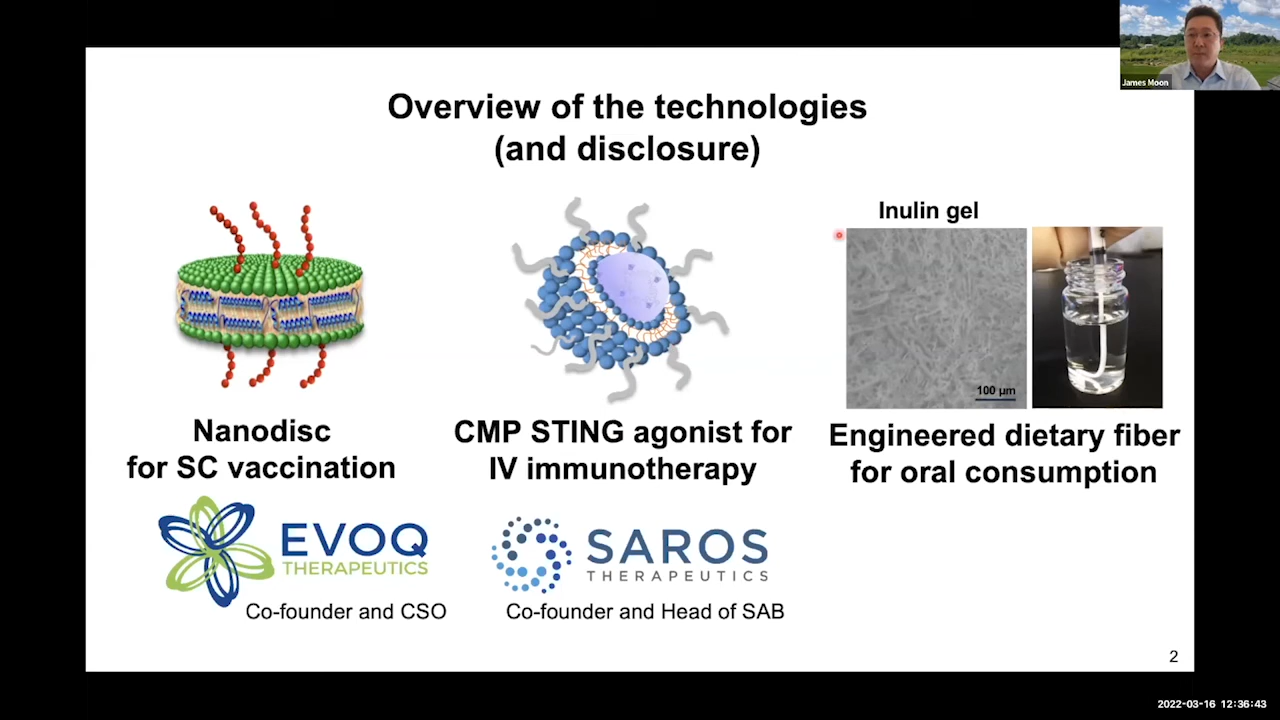 James Moon
Overview of the technologies
(and disclosure)
Inulin gel
100 µm
Nanodisc
for SC vaccination
CMP STING agonist for
IV immunotherapy
Engineered dietary fiber
for oral consumption
EVOQ
THERAPEUTICS
Co-founder and CSO
SAROS
THERAPEUTICS
Co-founder and Head of SAB
2
2022-03-16 12:36:43